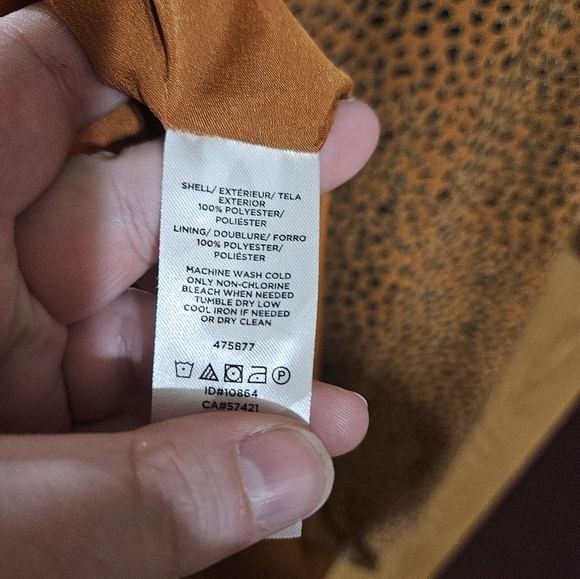 SHELL/ EXTÉRIEUR/ TELA
EXTERIOR
100% POLYESTER/
POLIÉSTER
LINING/ DOUBLURE/ FORRO
100% POLYESTER/
POLIÉSTER
MACHINE WASH COLD
ONLY NON-CHLORINE
BLEACH WHEN NEEDED
TUMBLE DRY LOW
COOL IRON IF NEEDED
OR DRY CLEAN
475877
P
ID#10864
CA#57421